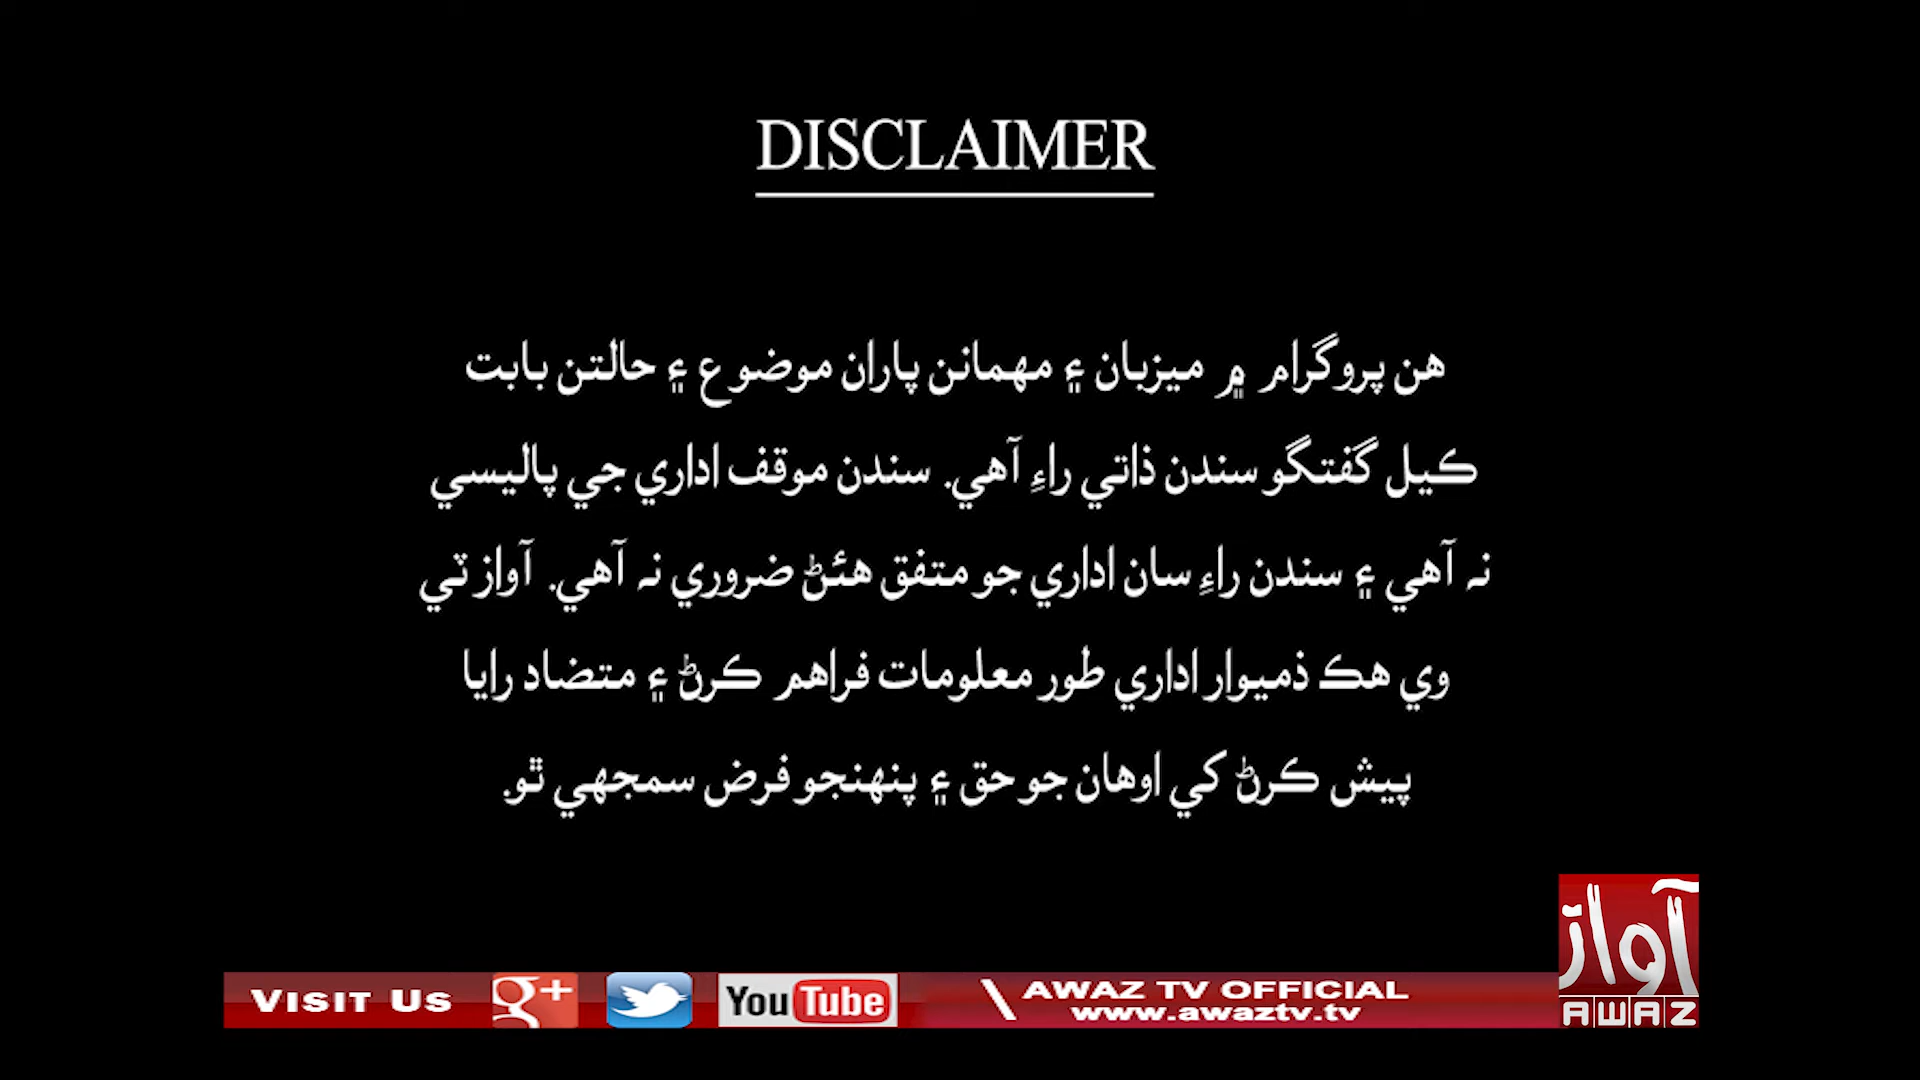 DISCLAIMER
هن پروگرام ۾ ميزبان ۽ مهمانن پاران موضوع ۽ حالتن بابت
ڪيل گفتگو سندن ذاتي راءِ آهي. سندن موقف اداري جي پاليسي
نہ آهي ۽ سندن راءِ سان اداري جو متفق هئڻ ضروري نہ آهي. آواز ٽي
وي هڪ ذميوار اداري طور معلومات فراهم ڪرڻ ۽ متضاد رايا
پيش ڪرڻ کي اوهان جو حق ۽ پنهنجو فرض سمجهي ٿو.
آواز
AWAZ
VISIT US g+ You Tube \ AWAZ TV OFFICIAL
www.awaztv.tv